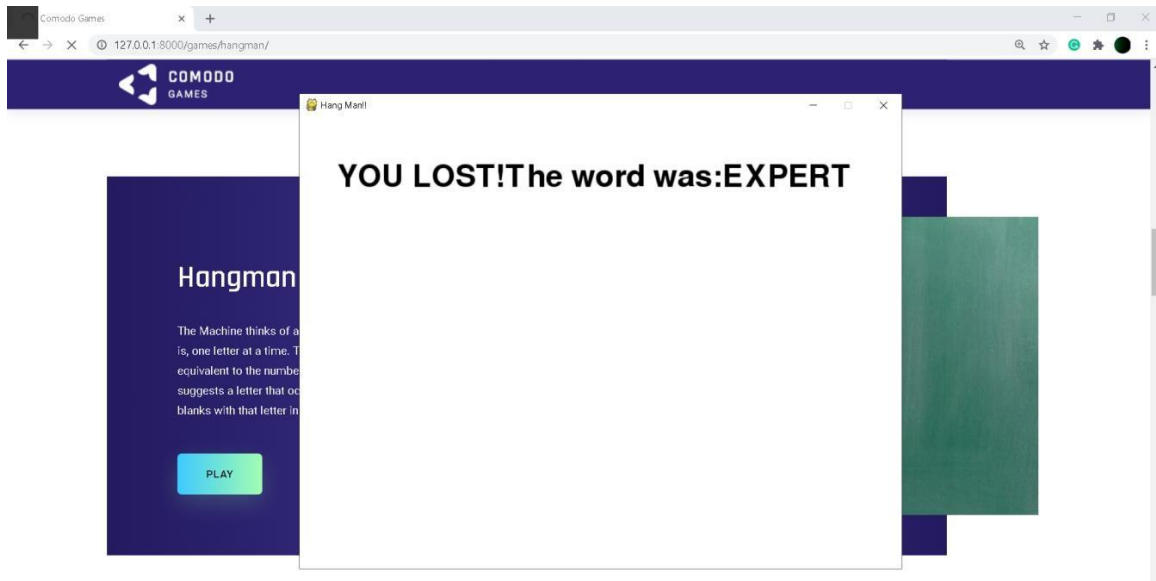 Comodo Games
127.0.0.1:8000/games/hangman/
COMODO
GAMES
Hang Man!!
YOU LOST!The word was:EXPERT
Hangman
The Machine thinks of a
is, one letter at a time. T
equivalent to the numbe
suggests a letter that oc
blanks with that letter in
PLAY